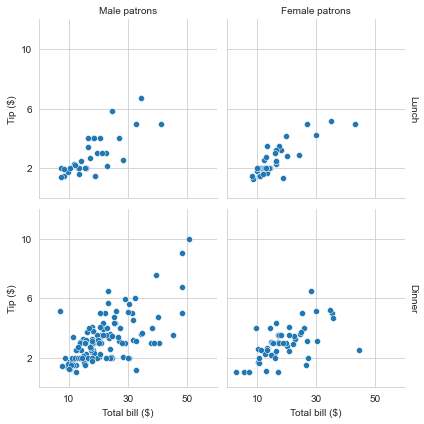 Male patrons
Female patrons
10
6
2
Tip ($)
Lunch
10
6
2
Tip ($)
Dinner
10
30
50
10
30
50
Total bill ($)
Total bill ($)